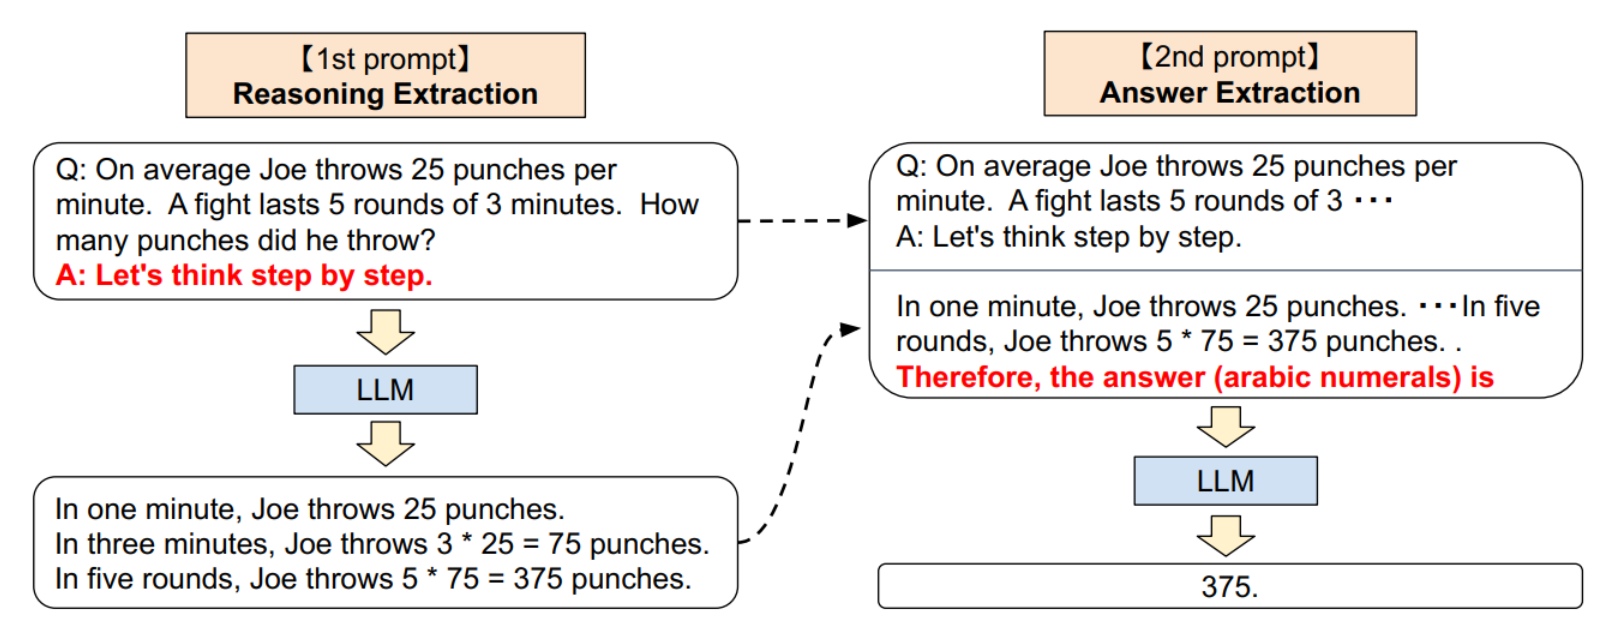 【1st prompt】
Reasoning Extraction
Q: On average Joe throws 25 punches per
minute.  A fight lasts 5 rounds of 3 minutes.  How
many punches did he throw?
A: Let's think step by step.
LLM
In one minute, Joe throws 25 punches.
In three minutes, Joe throws 3 * 25 = 75 punches.
In five rounds, Joe throws 5 * 75 = 375 punches.
【2nd prompt】
Answer Extraction
Q: On average Joe throws 25 punches per
minute.  A fight lasts 5 rounds of 3 ···
A: Let's think step by step.
In one minute, Joe throws 25 punches. ···In five
rounds, Joe throws 5 * 75 = 375 punches. .
Therefore, the answer (arabic numerals) is
LLM
375.